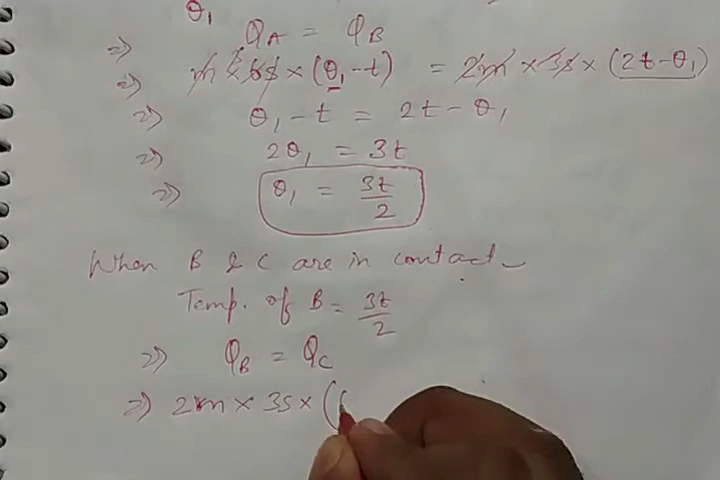 θ₁
⇒ Q_A = Q_B
⇒ m × 6s × (θ₁ - t) = 2m × 3s × (2t - θ₁)
⇒ θ₁ - t = 2t - θ₁
⇒ 2θ₁ = 3t
⇒ θ₁ = 3t/2
When B & C are in contact -
Temp. of B = 3t/2
⇒ Q_B = Q_C
⇒ 2m × 3s × (